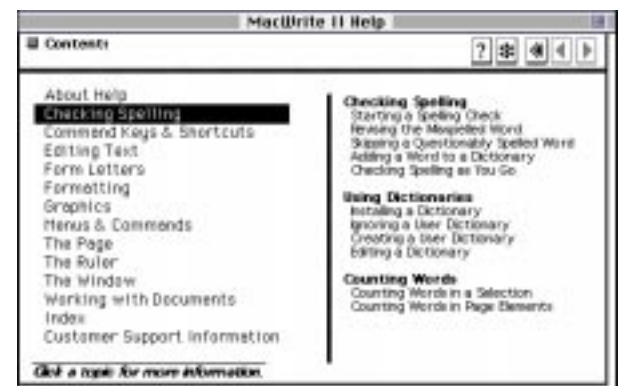 MacWrite II Help
Contents
?
About Help
Checking Spelling
Command Keys & Shortcuts
Editing Text
Form Letters
Formatting
Graphics
Menus & Commands
The Page
The Ruler
The Window
Working with Documents
Index
Customer Support Information
Checking Spelling
Starting a Spelling Check
Revising the Misspelled Word
Skipping a Questionably Spelled Word
Adding a Word to a Dictionary
Checking Spelling as You Go
Using Dictionaries
Installing a Dictionary
Ignoring a User Dictionary
Creating a User Dictionary
Editing a Dictionary
Counting Words
Counting Words in a Selection
Counting Words in Page Elements
Click a topic for more information.